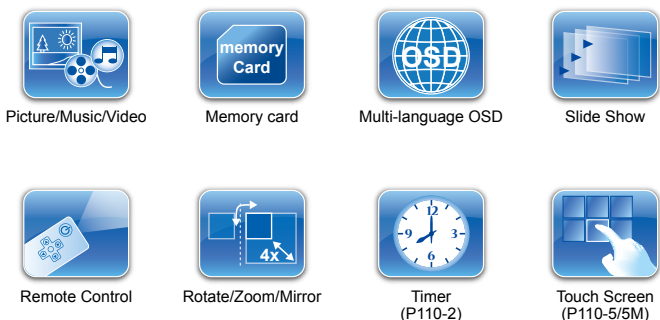 memory
Card
OSD
Picture/Music/Video
Memory card
Multi-language OSD
Slide Show
4x
12
9
3
6
Remote Control
Rotate/Zoom/Mirror
Timer
(P110-2)
Touch Screen
(P110-5/5M)